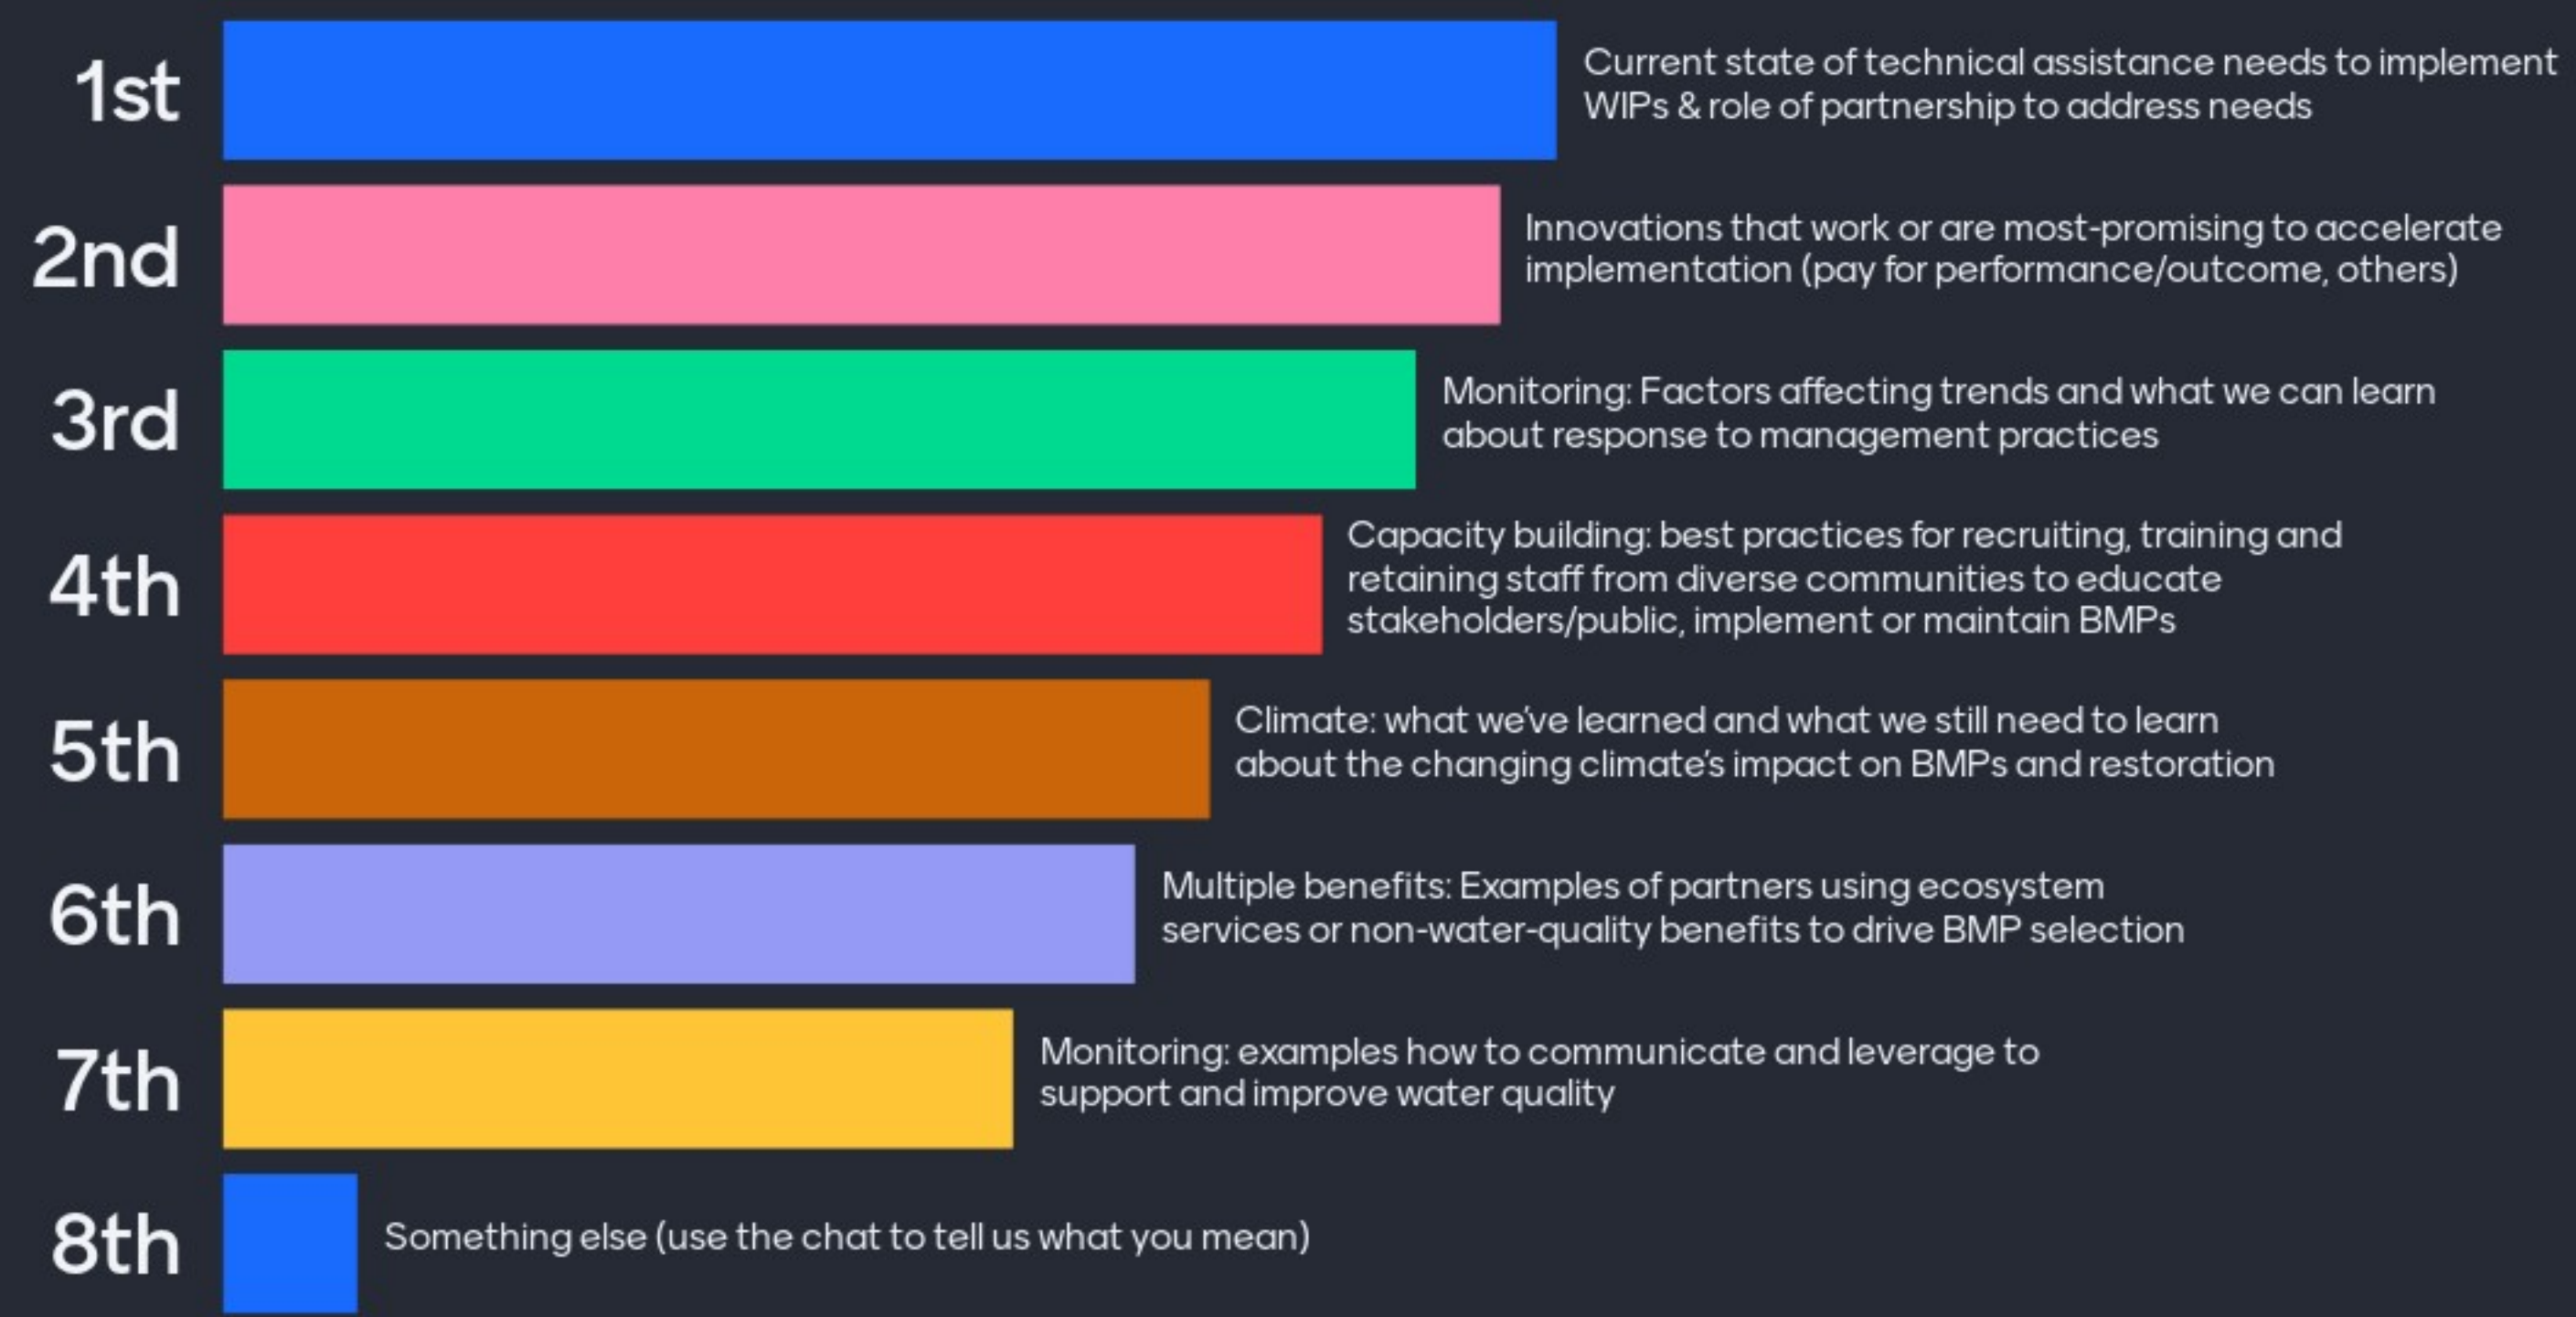 1st
Current state of technical assistance needs to implement
WIPs & role of partnership to address needs
2nd
Innovations that work or are most-promising to accelerate
implementation (pay for performance/outcome, others)
3rd
Monitoring: Factors affecting trends and what we can learn
about response to management practices
4th
Capacity building: best practices for recruiting, training and
retaining staff from diverse communities to educate
stakeholders/public, implement or maintain BMPs
5th
Climate: what we’ve learned and what we still need to learn
about the changing climate’s impact on BMPs and restoration
6th
Multiple benefits: Examples of partners using ecosystem
services or non-water-quality benefits to drive BMP selection
7th
Monitoring: examples how to communicate and leverage to
support and improve water quality
8th
Something else (use the chat to tell us what you mean)